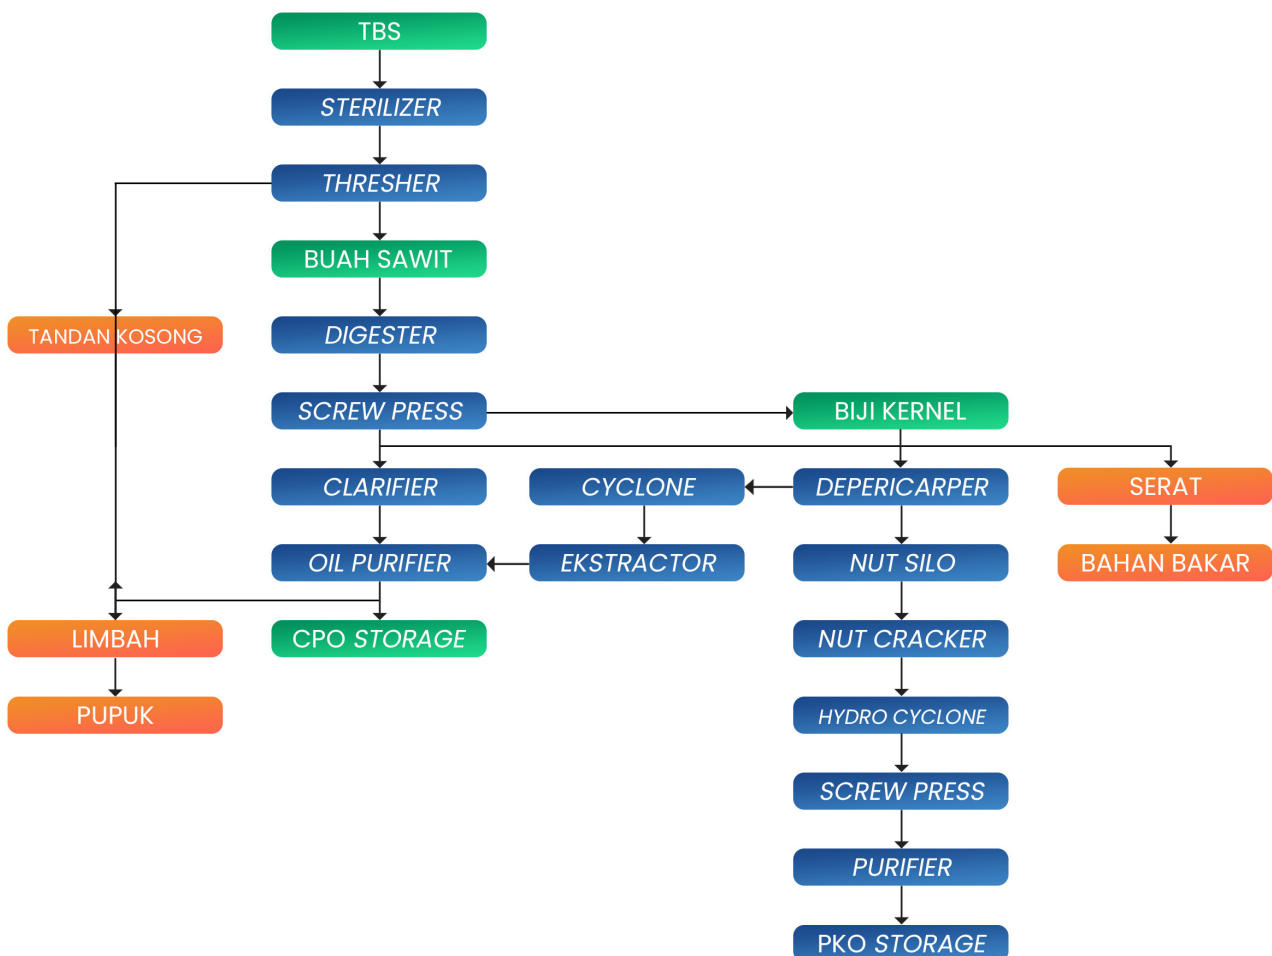 TBS
STERILIZER
THRESHER
BUAH SAWIT
TANDAN KOSONG
DIGESTER
SCREW PRESS
BIJI KERNEL
CLARIFIER
CYCLONE
DEPERICARPER
SERAT
OIL PURIFIER
EKSTRACTOR
NUT SILO
BAHAN BAKAR
LIMBAH
CPO STORAGE
NUT CRACKER
PUPUK
HYDRO CYCLONE
SCREW PRESS
PURIFIER
PKO STORAGE